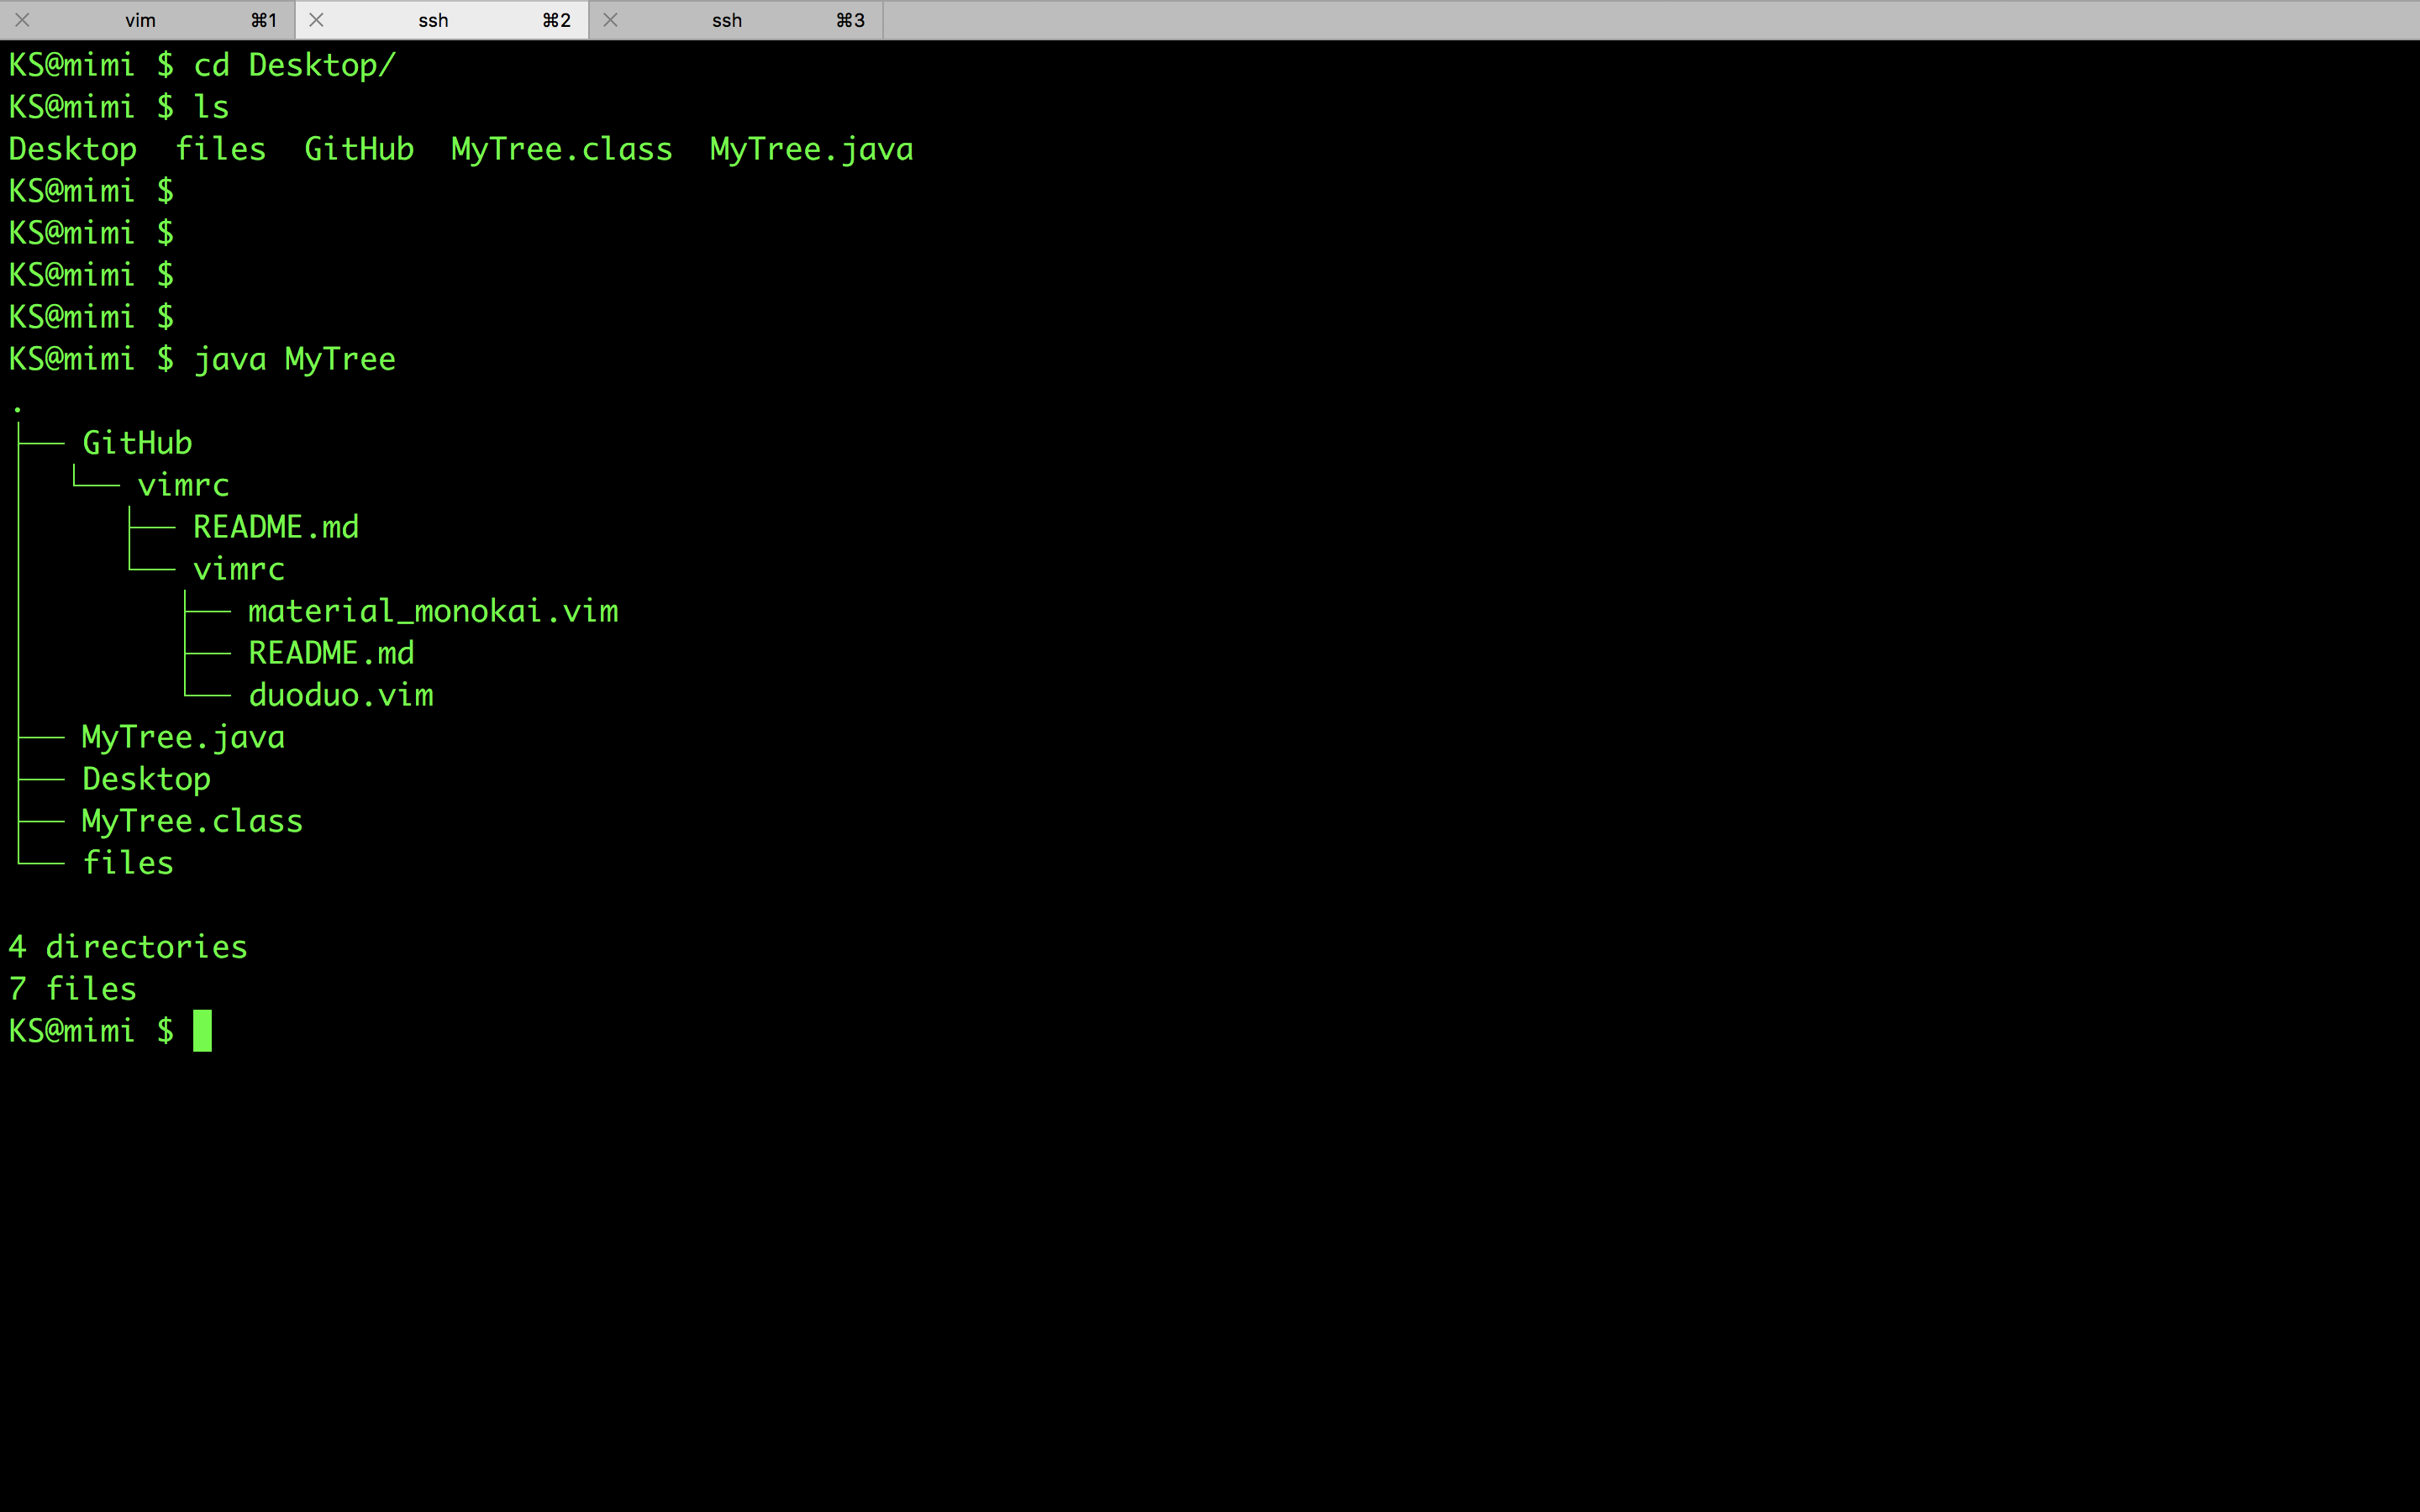 vim ⌘1 ssh ⌘2 ssh ⌘3
KS@mimi $ cd Desktop/
KS@mimi $ ls
Desktop  files  GitHub  MyTree.class  MyTree.java
KS@mimi $
KS@mimi $
KS@mimi $
KS@mimi $
KS@mimi $ java MyTree
.
├── GitHub
│  └── vimrc
│     ├── README.md
│     └── vimrc
│        ├── material_monokai.vim
│        ├── README.md
│        └── duoduo.vim
├── MyTree.java
├── Desktop
├── MyTree.class
└── files
4 directories
7 files
KS@mimi $